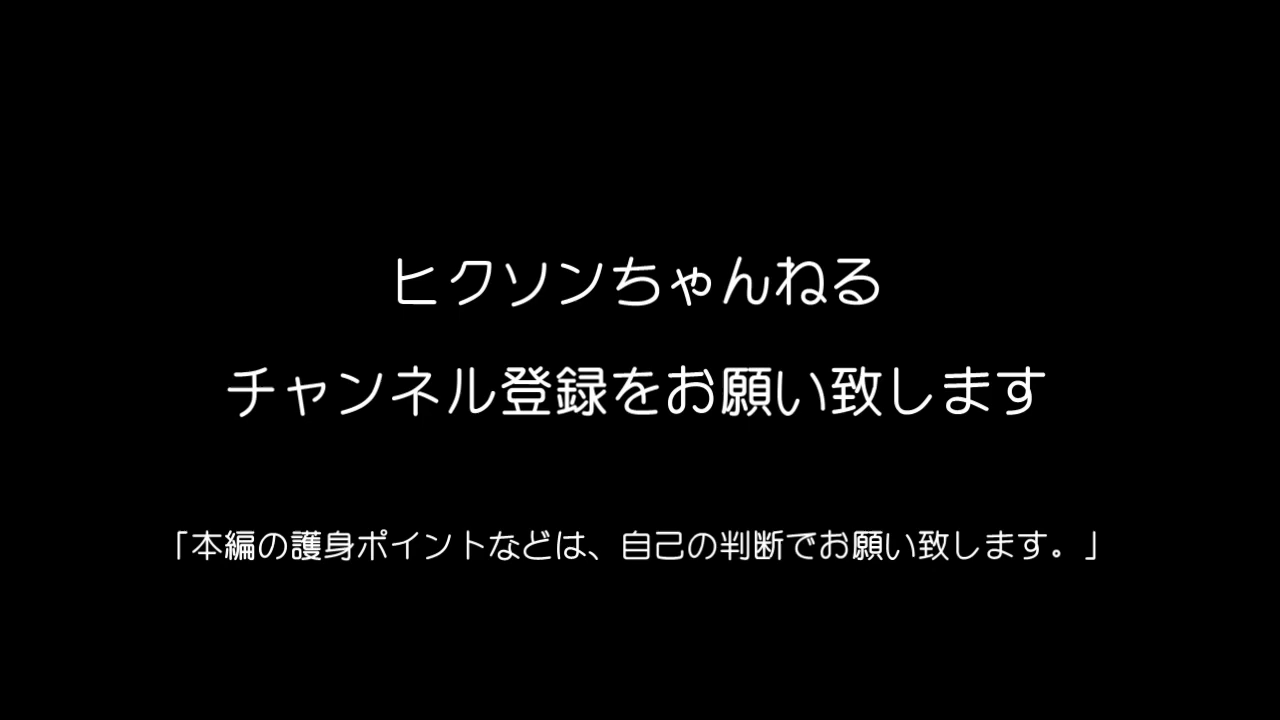 ヒクソンちゃんねる
チャンネル登録をお願い致します
「本編の護身ポイントなどは、自己の判断でお願い致します。」